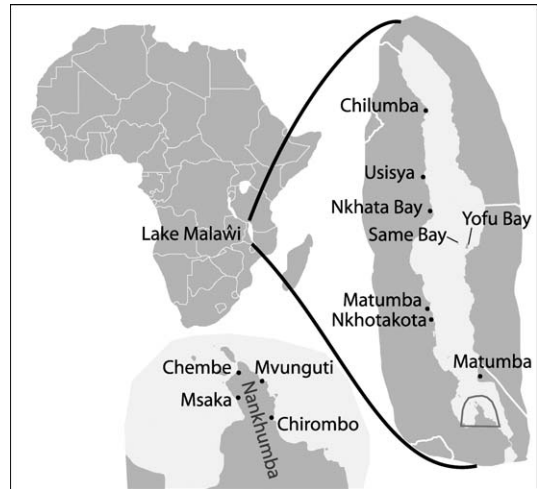 Lake Malaŵi
Chilumba
Usisya
Nkhata Bay
Yofu Bay
Same Bay
Matumba
Nkhotakota
Matumba
Chembe
Mvunguti
Msaka
Nankhumba
Chirombo